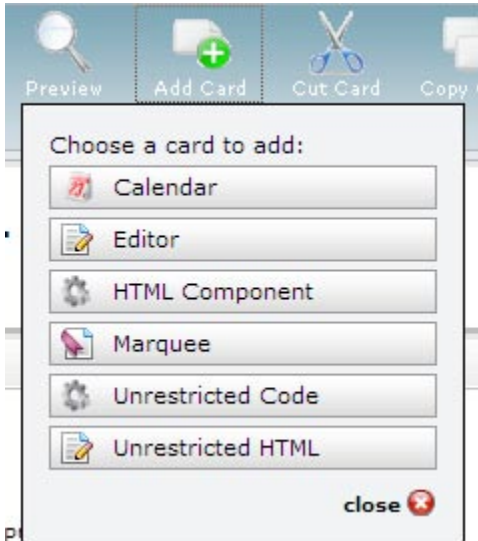 Preview Add Card Cut Card Copy
Choose a card to add:
Calendar
Editor
HTML Component
Marquee
Unrestricted Code
Unrestricted HTML
close